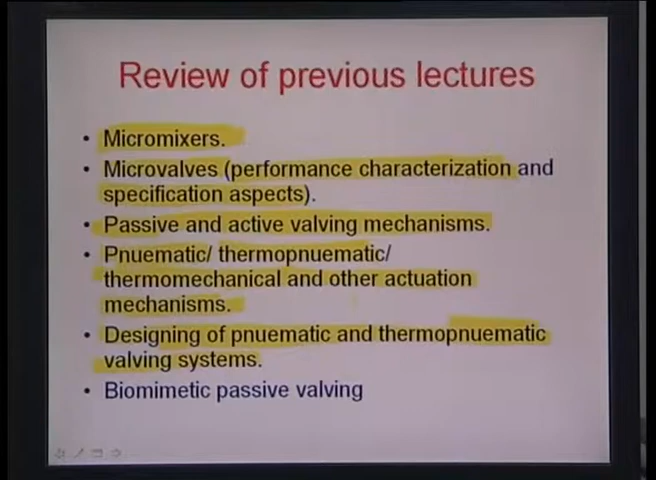 Review of previous lectures
• Micromixers.
• Microvalves (performance characterization and
specification aspects).
• Passive and active valving mechanisms.
• Pnuematic/ thermopnuematic/
thermomechanical and other actuation
mechanisms.
• Designing of pnuematic and thermopnuematic
valving systems.
• Biomimetic passive valving